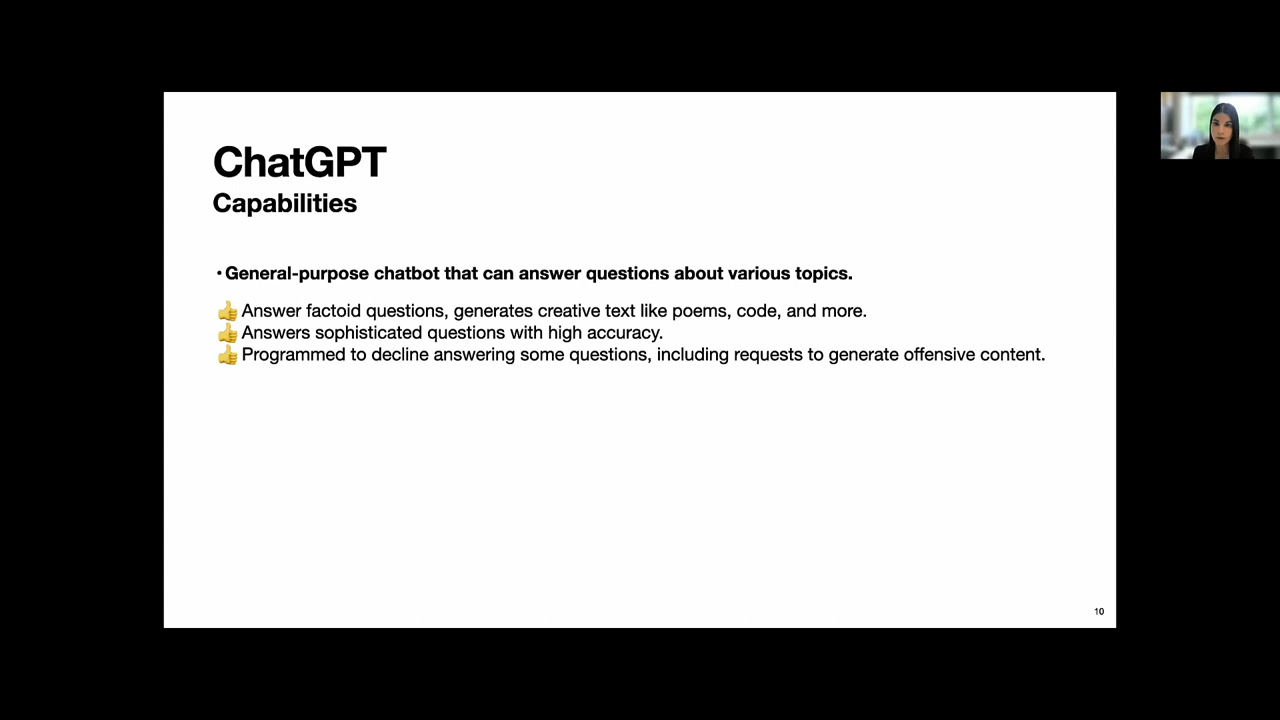 ChatGPT
Capabilities
• General-purpose chatbot that can answer questions about various topics.
👍 Answer factoid questions, generates creative text like poems, code, and more.
👍 Answers sophisticated questions with high accuracy.
👍 Programmed to decline answering some questions, including requests to generate offensive content.
10